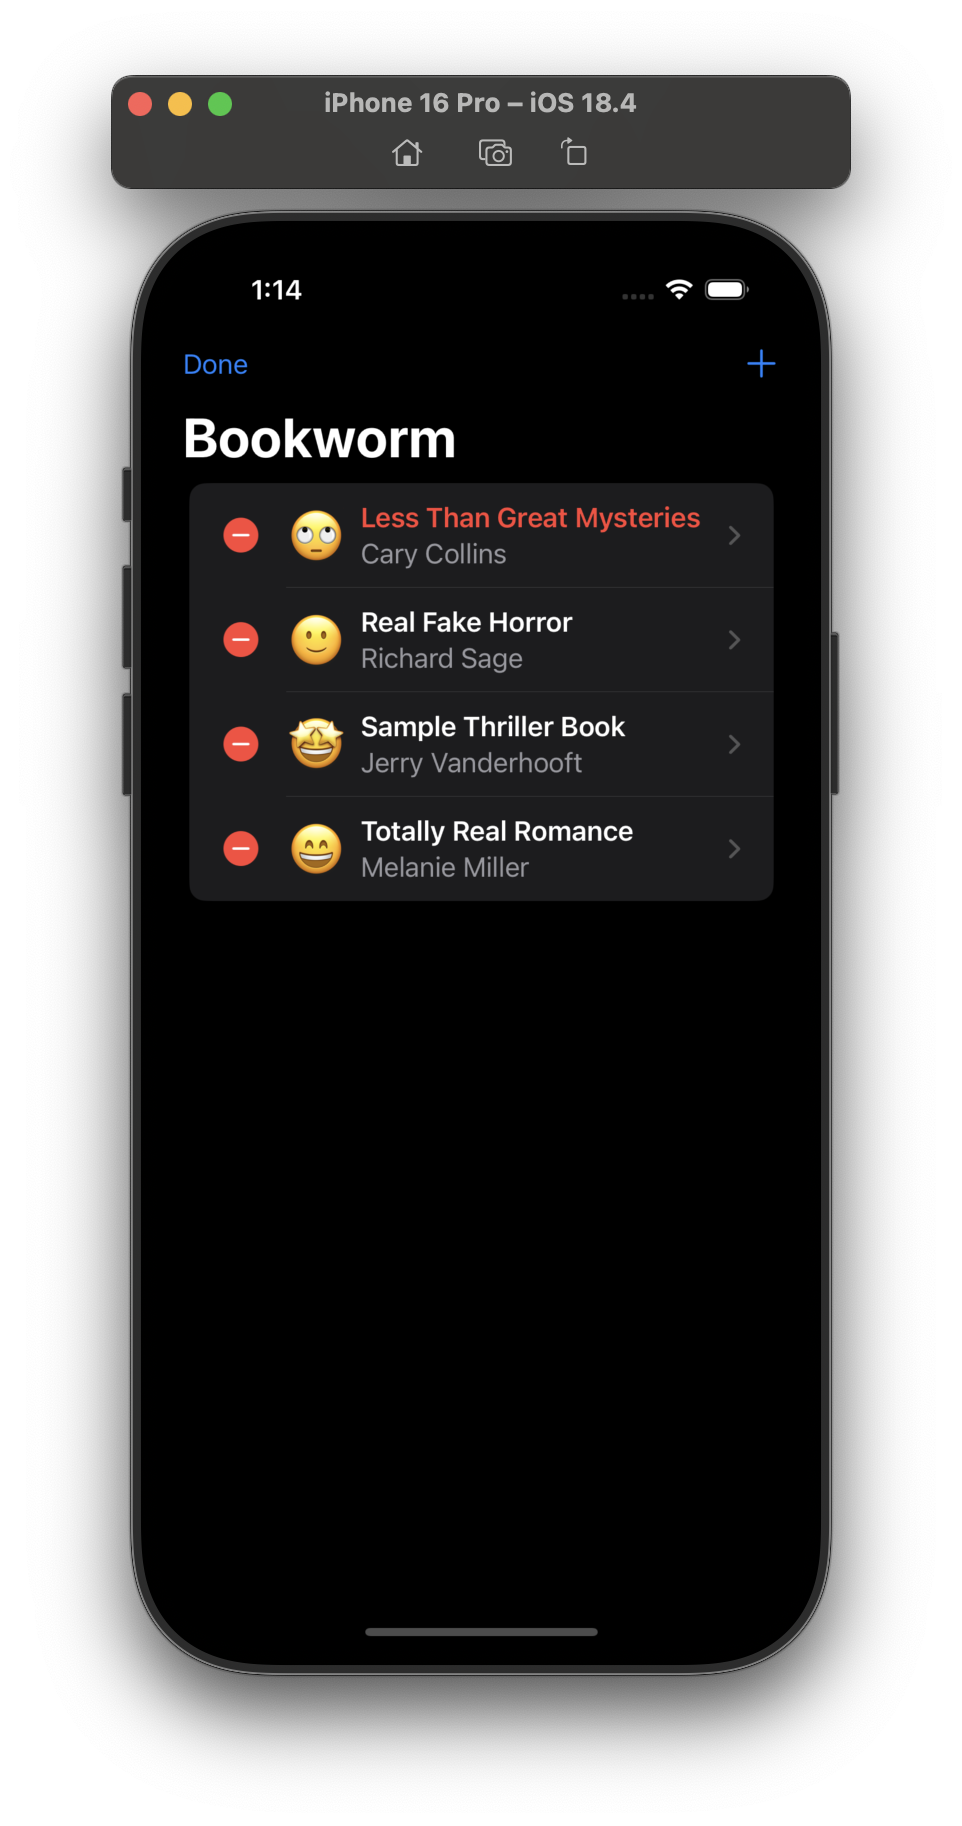 iPhone 16 Pro – iOS 18.4
1:14
Done
Bookworm
Less Than Great Mysteries
Cary Collins
Real Fake Horror
Richard Sage
Sample Thriller Book
Jerry Vanderhooft
Totally Real Romance
Melanie Miller